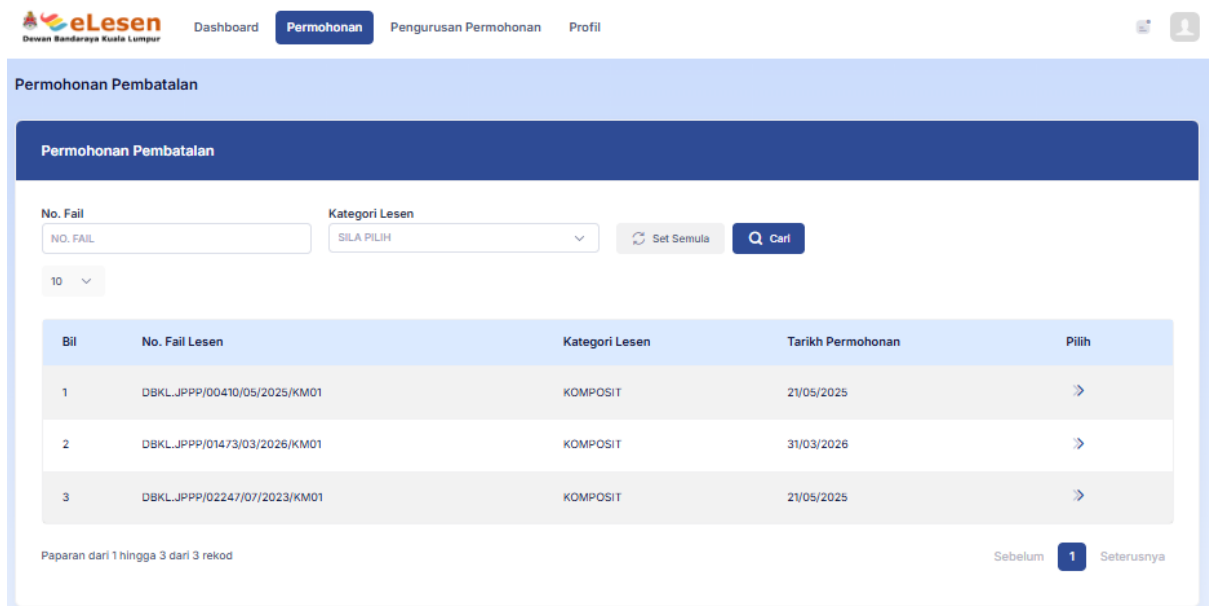 eLesen
Dewan Bandaraya Kuala Lumpur
Dashboard Permohonan Pengurusan Permohonan Profil
Permohonan Pembatalan
Permohonan Pembatalan
No. Fail Kategori Lesen
NO. FAIL SILA PILIH Set Semula Cari
10
Bil No. Fail Lesen Kategori Lesen Tarikh Permohonan Pilih
1 DBKL.JPPP/00410/05/2025/KM01 KOMPOSIT 21/05/2025
2 DBKL.JPPP/01473/03/2026/KM01 KOMPOSIT 31/03/2026
3 DBKL.JPPP/02247/07/2023/KM01 KOMPOSIT 21/05/2025
Paparan dari 1 hingga 3 dari 3 rekod Sebelum 1 Seterusnya